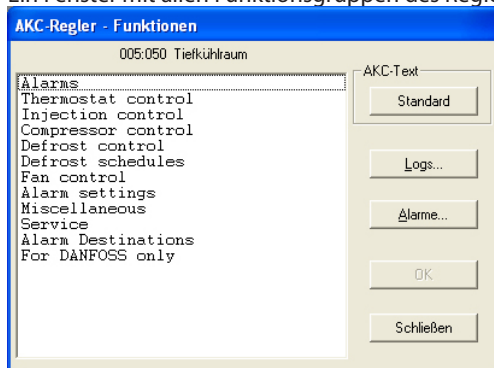 Ein Fenster mit allen Funktionsgruppen des Regl
AKC-Regler - Funktionen
005:050 Tiefkühlraum
Alarms
Thermostat control
Injection control
Compressor control
Defrost control
Defrost schedules
Fan control
Alarm settings
Miscellaneous
Service
Alarm Destinations
For DANFOSS only
AKC-Text
Standard
Logs...
Alarme...
OK
Schließen